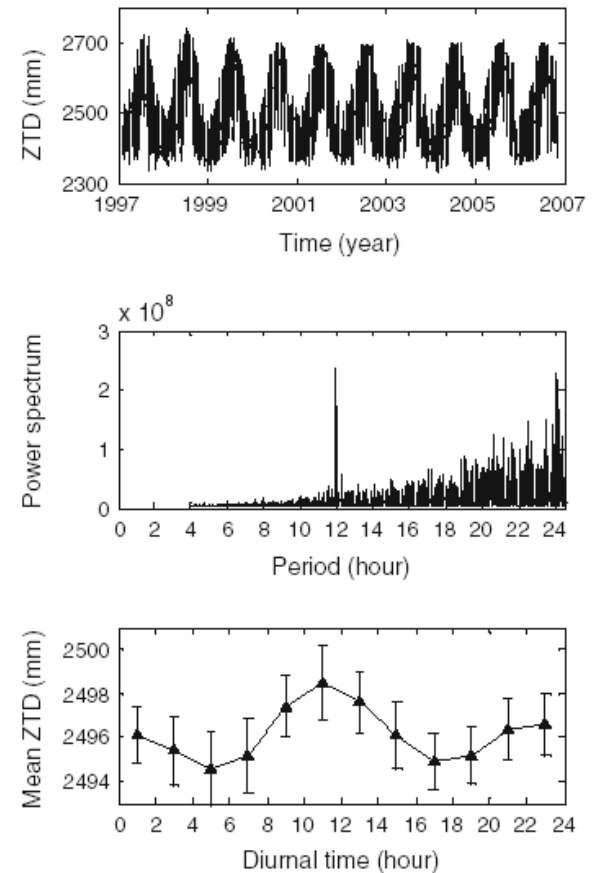 2700
2500
2300
ZTD (mm)
1997 1999 2001 2003 2005 2007
Time (year)
x 10^8
3
2
1
0
Power spectrum
0 2 4 6 8 10 12 14 16 18 20 22 24
Period (hour)
2500
2498
2496
2494
Mean ZTD (mm)
0 2 4 6 8 10 12 14 16 18 20 22 24
Diurnal time (hour)